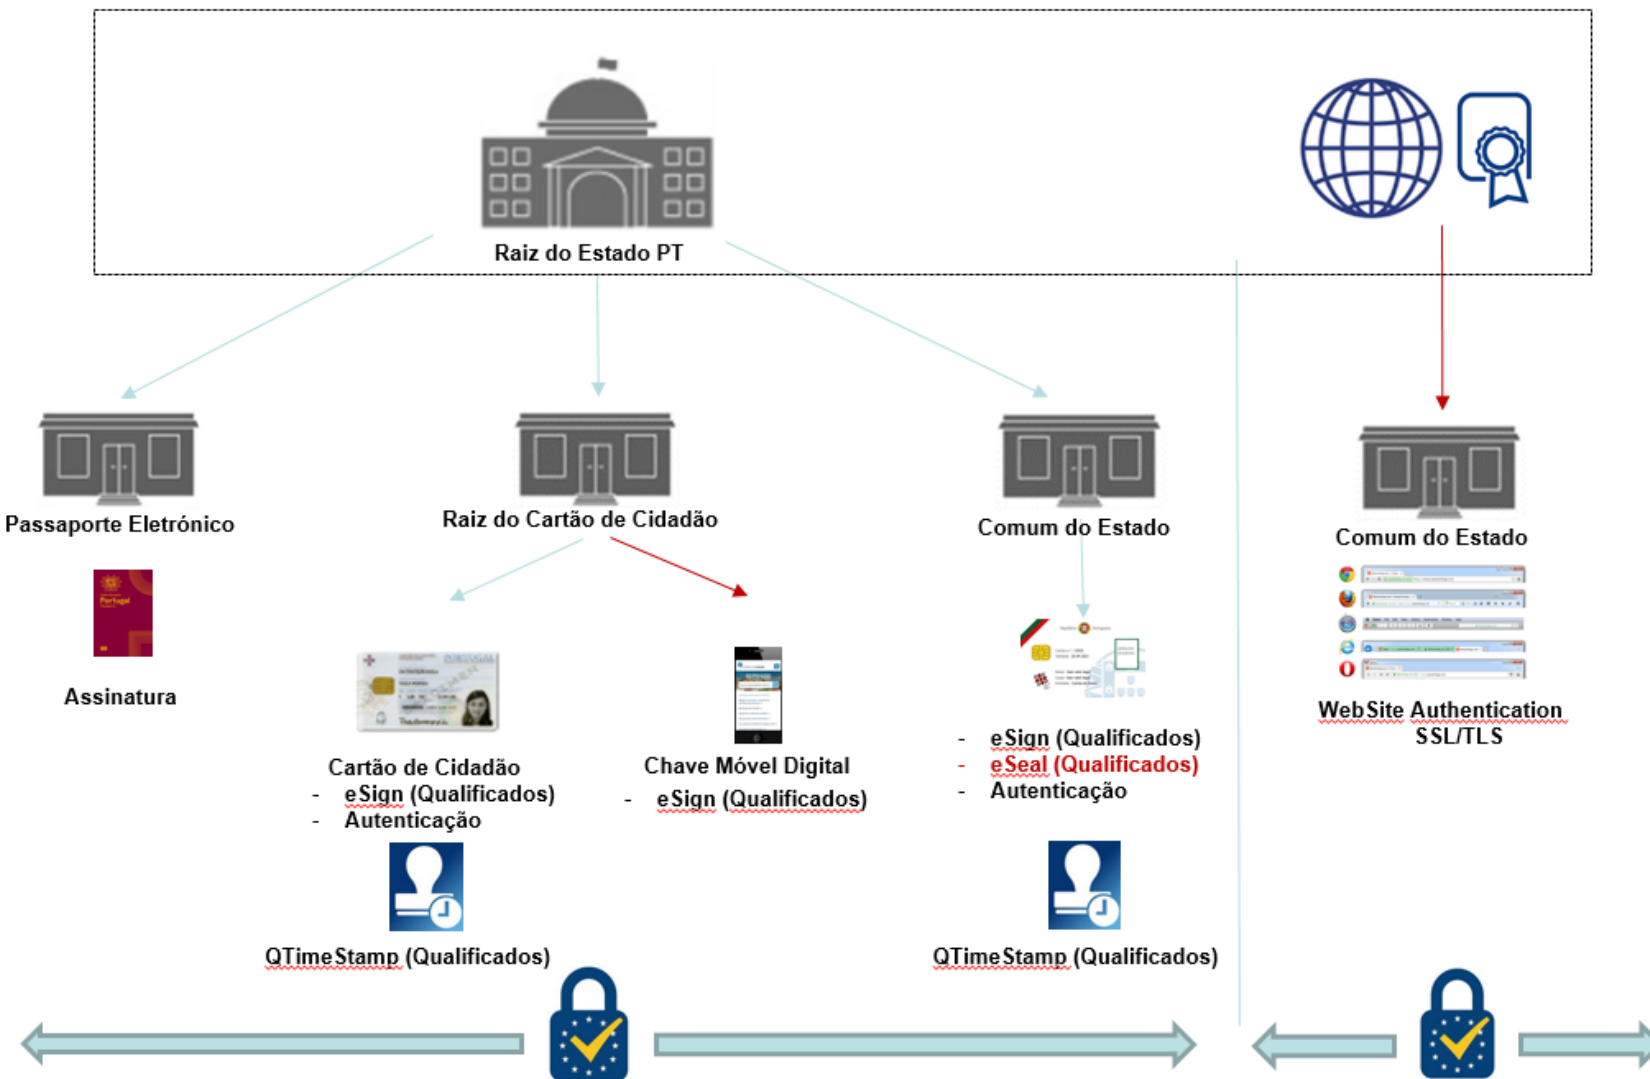 Raiz do Estado PT
Passaporte Eletrónico
Portugal
Assinatura
Raiz do Cartão de Cidadão
PORTUGAL
Cartão de Cidadão
- eSign (Qualificados)
- Autenticação
QTimeStamp (Qualificados)
Chave Móvel Digital
- eSign (Qualificados)
Comum do Estado
- eSign (Qualificados)
- eSeal (Qualificados)
- Autenticação
QTimeStamp (Qualificados)
Comum do Estado
WebSite Authentication
SSL/TLS